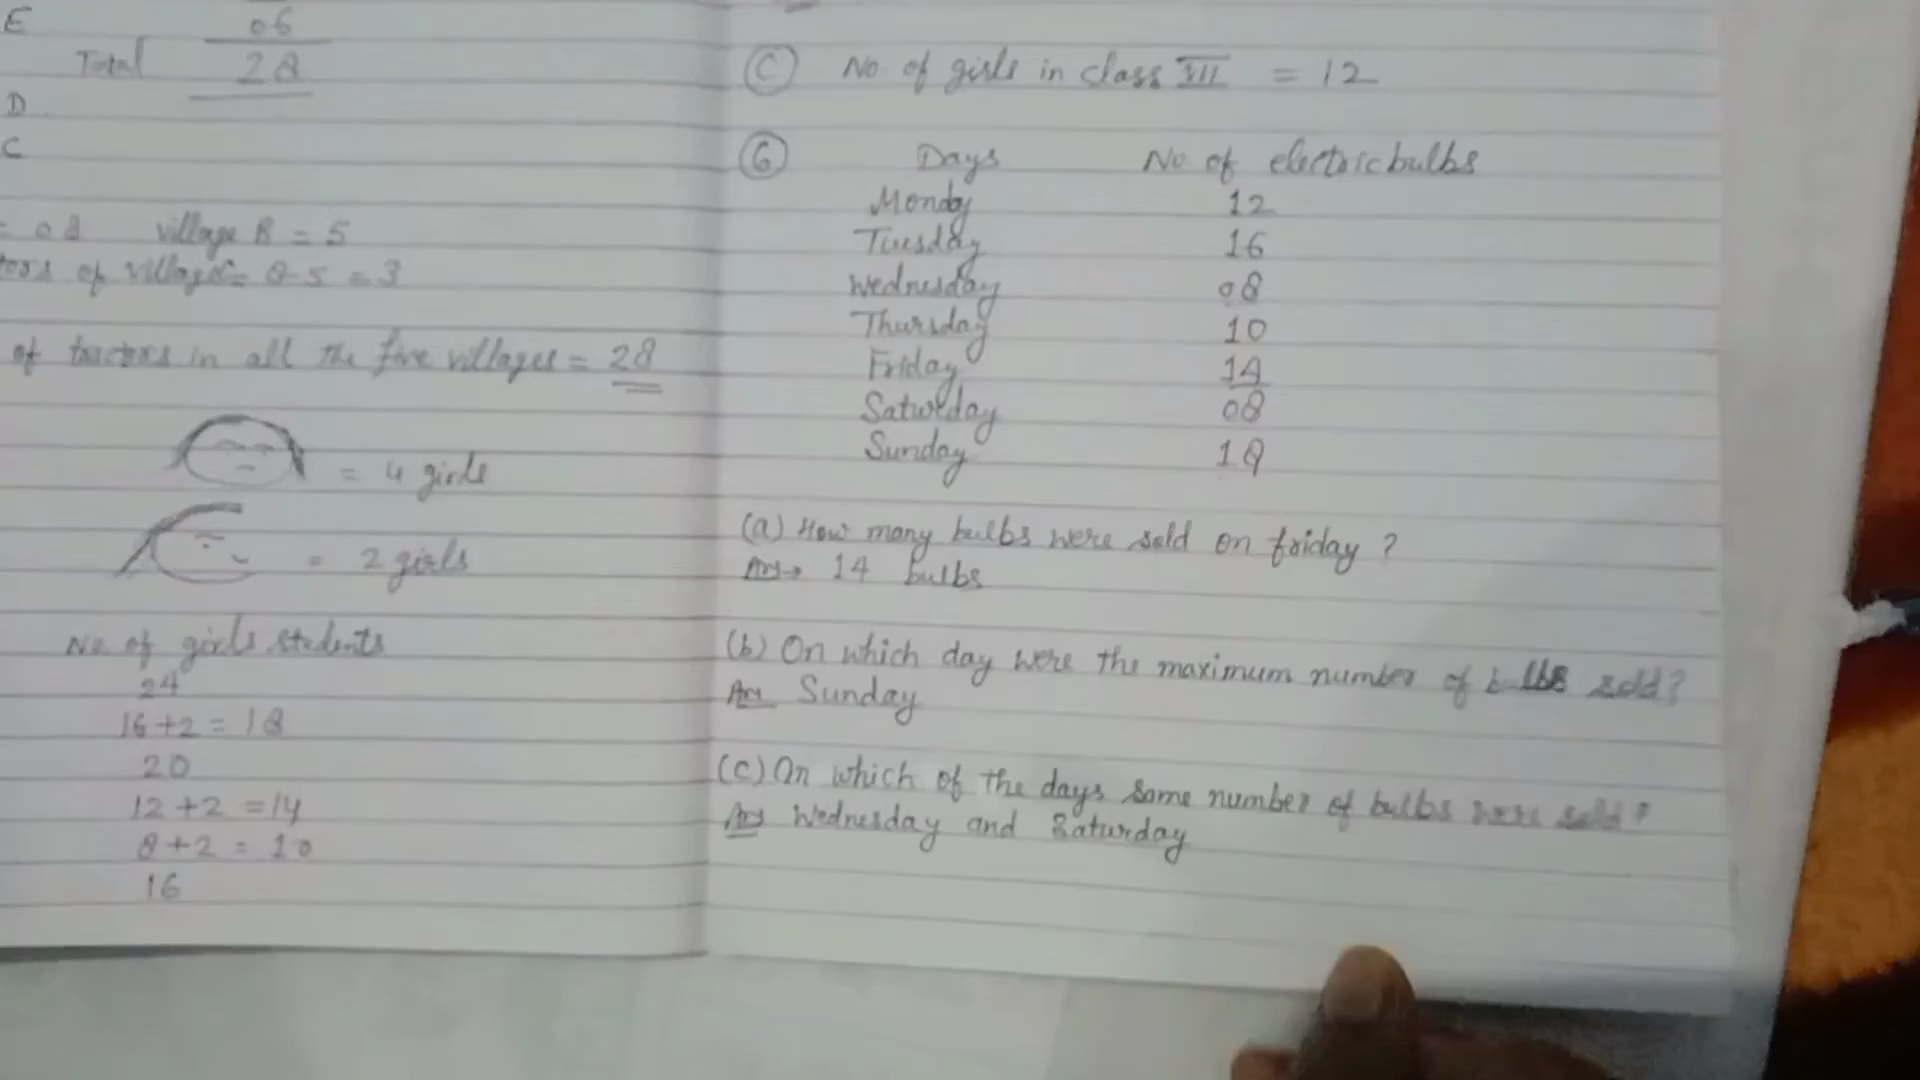 E 06
Total 28
D
C
= 08 village B = 5
tors of village = 8-5 = 3
of tractors in all the five villages = 28
= 4 girls
= 2 girls
No. of girls students
24
16+2 = 18
20
12+2 = 14
8+2 = 10
16
(C) No of girls in class VIII = 12
(6) Days No of electric bulbs
Monday 12
Tuesday 16
Wednesday 08
Thursday 10
Friday 14
Saturday 08
Sunday 18
(a) How many bulbs were sold on friday ?
Ans→ 14 bulbs
(b) On which day were the maximum number of bulbs sold?
Ans Sunday
(c) On which of the days same number of bulbs were sold?
Ans Wednesday and Saturday